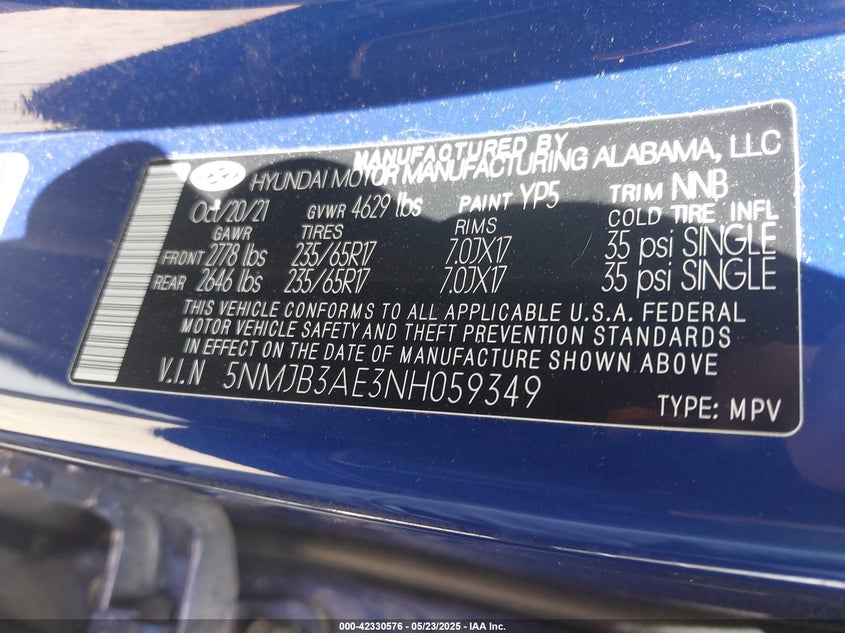 MANUFACTURED BY
HYUNDAI MOTOR MANUFACTURING ALABAMA, LLC
Oct/20/21 GVWR 4629 lbs PAINT YP5 TRIM NNB
GAWR TIRES RIMS COLD TIRE INFL
FRONT 2778 lbs 235/65R17 7.0JX17 35 psi SINGLE
REAR 2646 lbs 235/65R17 7.0JX17 35 psi SINGLE
THIS VEHICLE CONFORMS TO ALL APPLICABLE U.S.A. FEDERAL
MOTOR VEHICLE SAFETY AND THEFT PREVENTION STANDARDS
IN EFFECT ON THE DATE OF MANUFACTURE SHOWN ABOVE
V.I.N 5NMJB3AE3NH059349
TYPE: MPV
000-42330576 - 05/23/2025 - IAA Inc.